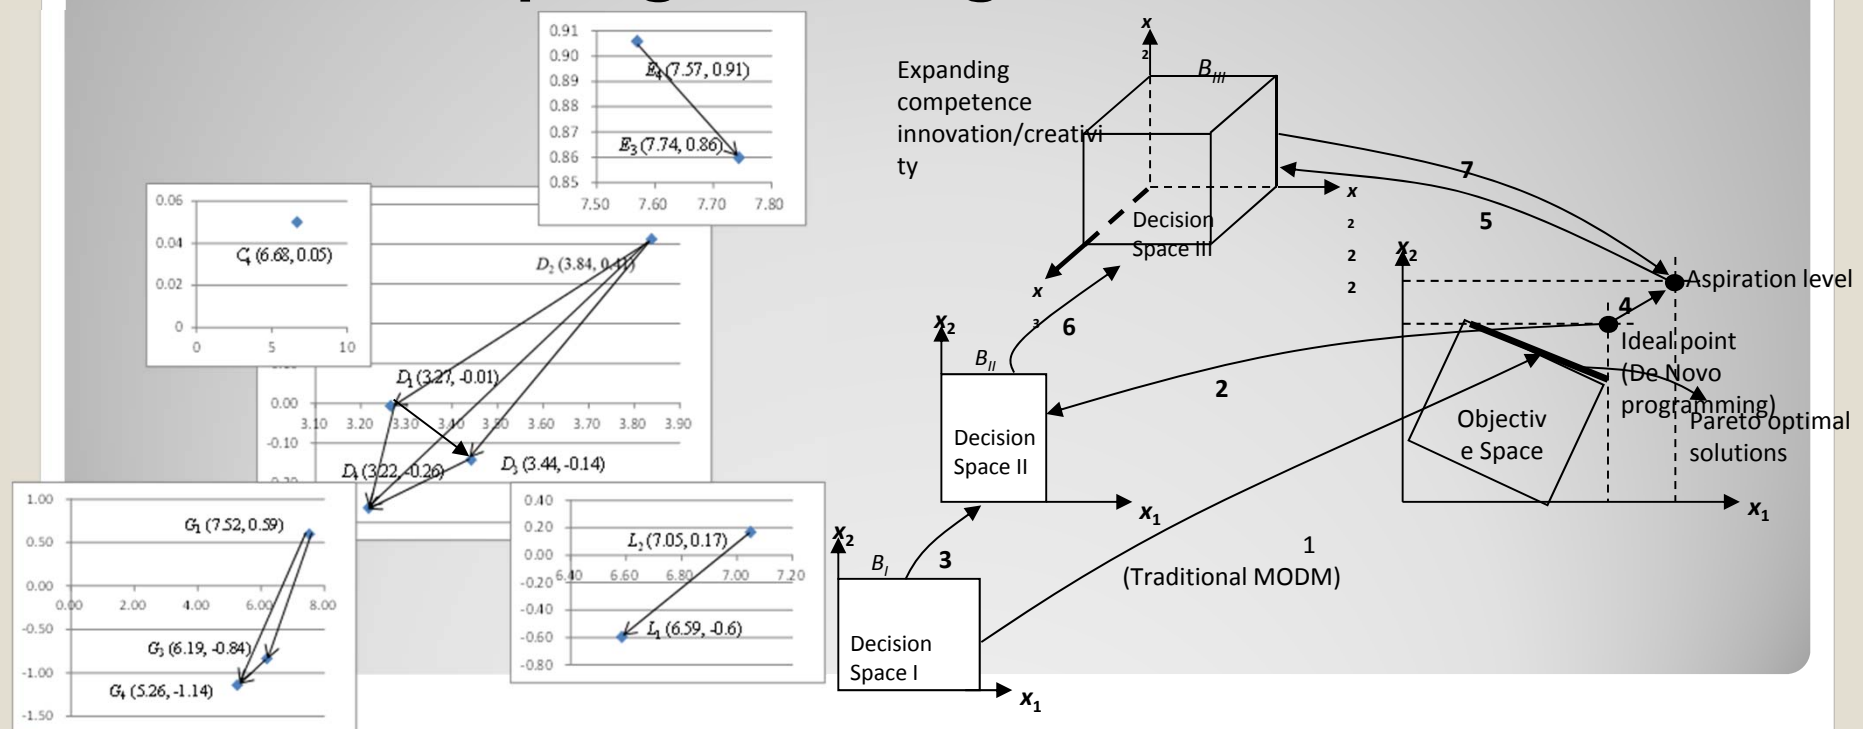 0.91
0.90
0.89
0.88
0.87
0.86
0.85
7.50 7.60 7.70 7.80
E4 (7.57, 0.91)
E3 (7.74, 0.86)
0.06
0.04
0.02
0
0 5 10
C4 (6.68, 0.05)
D2 (3.84, 0.41)
D1 (3.27, -0.01)
0.00
3.10 3.20 3.30 3.40 3.50 3.60 3.70 3.80 3.90
-0.10
D4 (3.22, -0.26)
D3 (3.44, -0.14)
1.00
0.50
0.00
0.00 2.00 4.00 6.00 8.00
-0.50
-1.00
-1.50
G1 (7.52, 0.59)
G3 (6.19, -0.84)
G4 (5.26, -1.14)
0.40
0.20
0.00
-0.20
6.40 6.60 6.80 7.00 7.20
-0.40
-0.60
-0.80
L2 (7.05, 0.17)
L1 (6.59, -0.6)
Expanding
competence
innovation/creativi
ty
x
2
BIII
Decision
Space III
x
2
2
2
x
3
7
5
6
x2
BII
Decision
Space II
x1
2
x2
BI
3
Decision
Space I
x1
1
(Traditional MODM)
x2
Aspiration level
4
Ideal point
(De Novo
programming)
Pareto optimal
solutions
Objectiv
e Space
x1